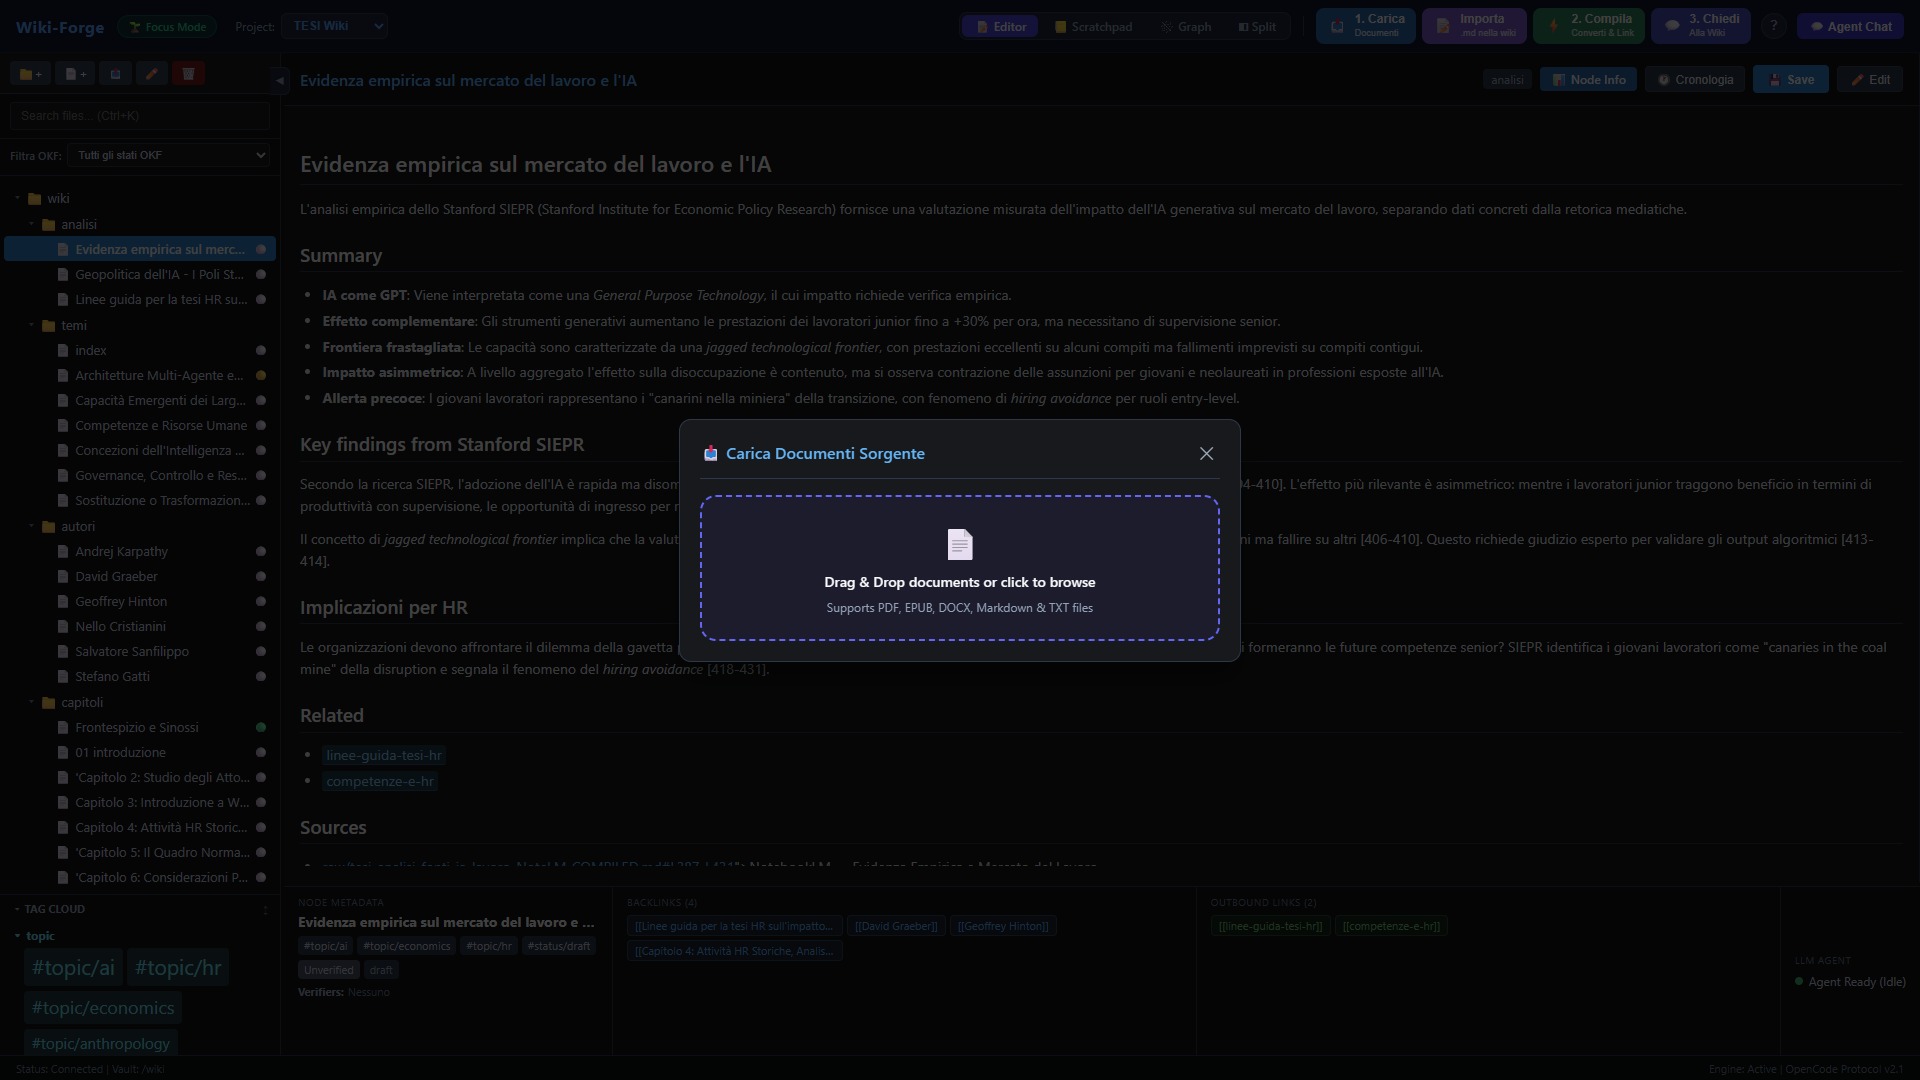 Wiki-Forge
Focus Mode
Project: TESI Wiki
Editor
Scratchpad
Graph
Split
1. Carica
Documenti
Importa
.md nella wiki
2. Compila
Converti & Link
3. Chiedi
Alla Wiki
?
Agent Chat
Search files... (Ctrl+K)
Filtra OKF: Tutti gli stati OKF
wiki
analisi
Evidenza empirica sul merc...
Geopolitica dell'IA - I Poli St...
Linee guida per la tesi HR su...
temi
index
Architetture Multi-Agente e...
Capacità Emergenti dei Larg...
Competenze e Risorse Umane
Concezioni dell'Intelligenza ...
Governance, Controllo e Res...
Sostituzione o Trasformazion...
autori
Andrej Karpathy
David Graeber
Geoffrey Hinton
Nello Cristianini
Salvatore Sanfilippo
Stefano Gatti
capitoli
Frontespizio e Sinossi
01 introduzione
'Capitolo 2: Studio degli Atto...
Capitolo 3: Introduzione a W...
Capitolo 4: Attività HR Storic...
'Capitolo 5: Il Quadro Norma...
'Capitolo 6: Considerazioni P...
TAG CLOUD
topic
#topic/ai #topic/hr
#topic/economics
#topic/anthropology
Evidenza empirica sul mercato del lavoro e l'IA
analisi
Node Info
Cronologia
Save
Edit
Evidenza empirica sul mercato del lavoro e l'IA
L'analisi empirica dello Stanford SIEPR (Stanford Institute for Economic Policy Research) fornisce una valutazione misurata dell'impatto dell'IA generativa sul mercato del lavoro, separando dati concreti dalla retorica mediatiche.
Summary
IA come GPT: Viene interpretata come una General Purpose Technology, il cui impatto richiede verifica empirica.
Effetto complementare: Gli strumenti generativi aumentano le prestazioni dei lavoratori junior fino a +30% per ora, ma necessitano di supervisione senior.
Frontiera frastagliata: Le capacità sono caratterizzate da una jagged technological frontier, con prestazioni eccellenti su alcuni compiti ma fallimenti imprevisti su compiti contigui.
Impatto asimmetrico: A livello aggregato l'effetto sulla disoccupazione è contenuto, ma si osserva contrazione delle assunzioni per giovani e neolaureati in professioni esposte all'IA.
Allerta precoce: I giovani lavoratori rappresentano i "canarini nella miniera" della transizione, con fenomeno di hiring avoidance per ruoli entry-level.
Key findings from Stanford SIEPR
Secondo la ricerca SIEPR, l'adozione dell'IA è rapida ma disom 4-410]. L'effetto più rilevante è asimmetrico: mentre i lavoratori junior traggono beneficio in termini di
produttività con supervisione, le opportunità di ingresso per r
Il concetto di jagged technological frontier implica che la valut ni ma fallire su altri [406-410]. Questo richiede giudizio esperto per validare gli output algoritmici [413-
414].
Implicazioni per HR
Le organizzazioni devono affrontare il dilemma della gavetta i formeranno le future competenze senior? SIEPR identifica i giovani lavoratori come "canaries in the coal
mine" della disruption e segnala il fenomeno del hiring avoidance [418-431].
Carica Documenti Sorgente
Drag & Drop documents or click to browse
Supports PDF, EPUB, DOCX, Markdown & TXT files
Related
linee-guida-tesi-hr
competenze-e-hr
Sources
NODE METADATA
Evidenza empirica sul mercato del lavoro e ...
#topic/ai #topic/economics #topic/hr #status/draft
Unverified draft
Verifiers: Nessuno
BACKLINKS (4)
[[Linee guida per la tesi HR sull'impatto... [[David Graeber]] [[Geoffrey Hinton]]
[[Capitolo 4: Attività HR Storiche, Analis...
OUTBOUND LINKS (2)
[[linee-guida-tesi-hr]] [[competenze-e-hr]]
LLM AGENT
Agent Ready (Idle)
Status: Connected | Vault: /wiki
Engine: Active | OpenCode Protocol v2.1